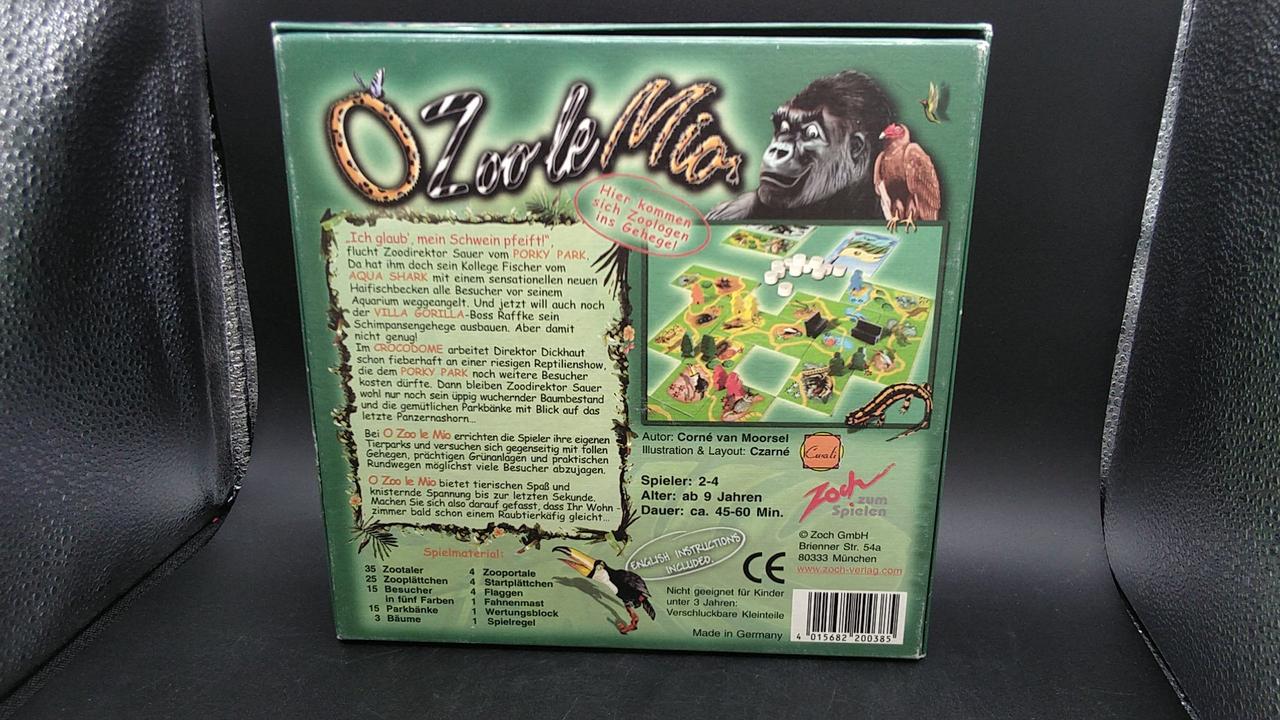 O Zoo le Mio
Hier kommen
sich Zoologen
ins Gehege!
„Ich glaub', mein Schwein pfeift!",
flucht Zoodirektor Sauer vom PORKY PARK.
Da hat ihm doch sein Kollege Fischer vom
AQUA SHARK mit einem sensationellen neuen
Haifischbecken alle Besucher vor seinem
Aquarium weggeangelt. Und jetzt will auch noch
der VILLA GORILLA-Boss Raffke sein
Schimpansengehege ausbauen. Aber damit
nicht genug!
Im CROCODOME arbeitet Direktor Dickhaut
schon fieberhaft an einer riesigen Reptilienshow,
die dem PORKY PARK noch weitere Besucher
kosten dürfte. Dann bleiben Zoodirektor Sauer
wohl nur noch sein üppig wuchernder Baumbestand
und die gemütlichen Parkbänke mit Blick auf das
letzte Panzernashorn...
Bei O Zoo le Mio errichten die Spieler ihre eigenen
Tierparks und versuchen sich gegenseitig mit tollen
Gehegen, prächtigen Grünanlagen und praktischen
Rundwegen möglichst viele Besucher abzujagen.
O Zoo le Mio bietet tierischen Spaß und
knisternde Spannung bis zur letzten Sekunde.
Machen Sie sich also darauf gefasst, dass Ihr Wohn-
zimmer bald schon einem Raubtierkäfig gleicht...
Spielmaterial:
35 Zootaler
25 Zooplättchen
15 Besucher
in fünf Farben
15 Parkbänke
3 Bäume
4 Zooportale
4 Startplättchen
4 Flaggen
1 Fahnenmast
1 Wertungsblock
1 Spielregel
Autor: Corné van Moorsel
Illustration & Layout: Czarné
Cwali
Spieler: 2-4
Alter: ab 9 Jahren
Dauer: ca. 45-60 Min.
Zoch
zum
Spielen
ENGLISH INSTRUCTIONS
INCLUDED.
CE
© Zoch GmbH
Brienner Str. 54a
80333 München
www.zoch-verlag.com
Nicht geeignet für Kinder
unter 3 Jahren:
Verschluckbare Kleinteile
Made in Germany
4 015682 200385